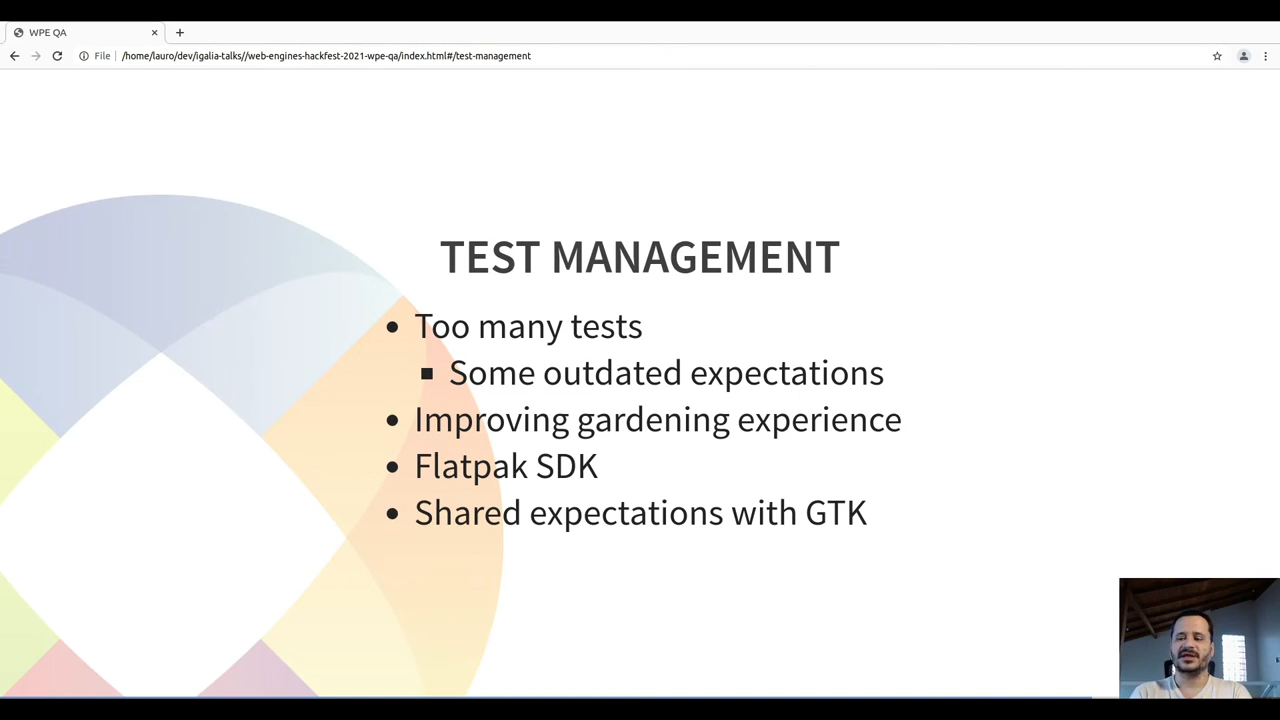 WPE QA
File
/home/lauro/dev/igalia-talks//web-engines-hackfest-2021-wpe-qa/index.html#/test-management
TEST MANAGEMENT
Too many tests
Some outdated expectations
Improving gardening experience
Flatpak SDK
Shared expectations with GTK